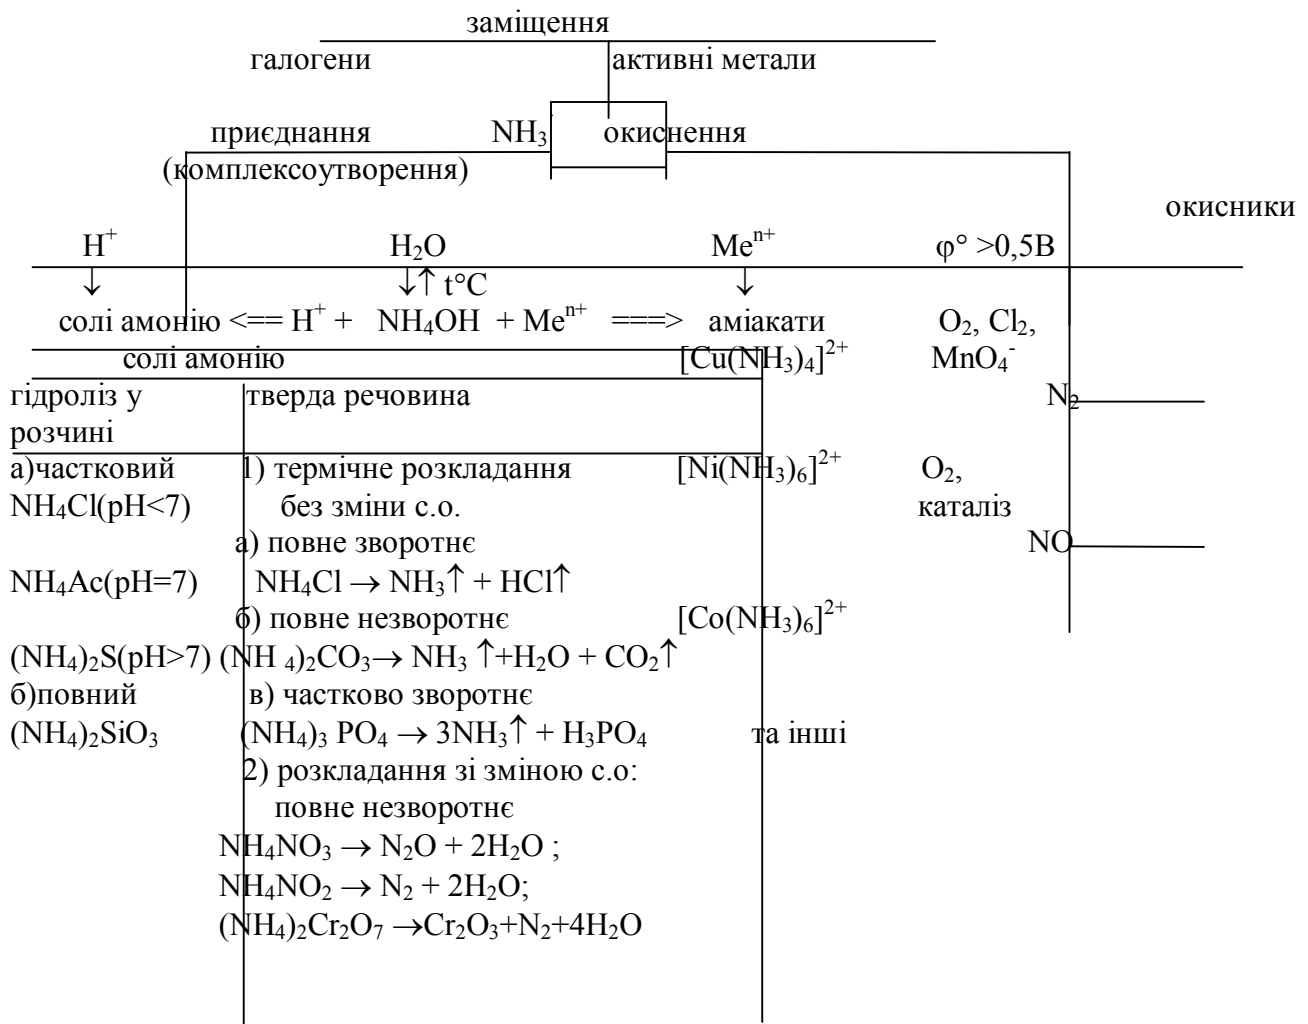 заміщення
галогени активні метали
приєднання NH₃ окиснення
(комплексоутворення)
окисники
H⁺ H₂O Meⁿ⁺ φ° >0,5В
↓ ↓↑ t°C ↓
солі амонію <== H⁺ + NH₄OH + Meⁿ⁺ ===> аміакати O₂, Cl₂,
солі амонію [Cu(NH₃)₄]²⁺ MnO₄⁻
гідроліз у тверда речовина N₂
розчині
а)частковий 1) термічне розкладання [Ni(NH₃)₆]²⁺ O₂,
NH₄Cl(pH<7) без зміни с.о. каталіз
а) повне зворотнє NO
NH₄Ac(pH=7) NH₄Cl → NH₃↑ + HCl↑
б) повне незворотнє [Co(NH₃)₆]²⁺
(NH₄)₂S(pH>7) (NH ₄)₂CO₃→ NH₃ ↑+H₂O + CO₂↑
б)повний в) частково зворотнє
(NH₄)₂SiO₃ (NH₄)₃ PO₄ → 3NH₃↑ + H₃PO₄ та інші
2) розкладання зі зміною с.о:
повне незворотнє
NH₄NO₃ → N₂O + 2H₂O ;
NH₄NO₂ → N₂ + 2H₂O;
(NH₄)₂Cr₂O₇ →Cr₂O₃+N₂+4H₂O